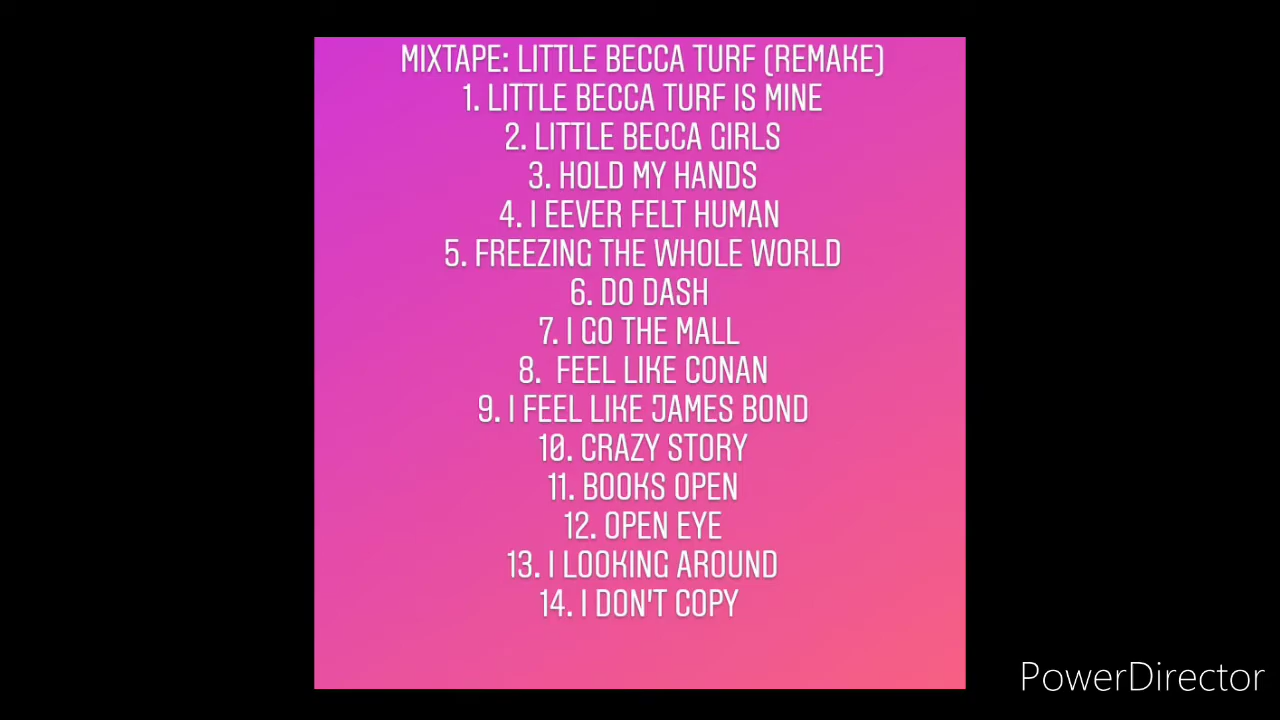 MIXTAPE: LITTLE BECCA TURF (REMAKE)
1. LITTLE BECCA TURF IS MINE
2. LITTLE BECCA GIRLS
3. HOLD MY HANDS
4. I EEVER FELT HUMAN
5. FREEZING THE WHOLE WORLD
6. DO DASH
7. I GO THE MALL
8. FEEL LIKE CONAN
9. I FEEL LIKE JAMES BOND
10. CRAZY STORY
11. BOOKS OPEN
12. OPEN EYE
13. I LOOKING AROUND
14. I DON'T COPY
PowerDirector